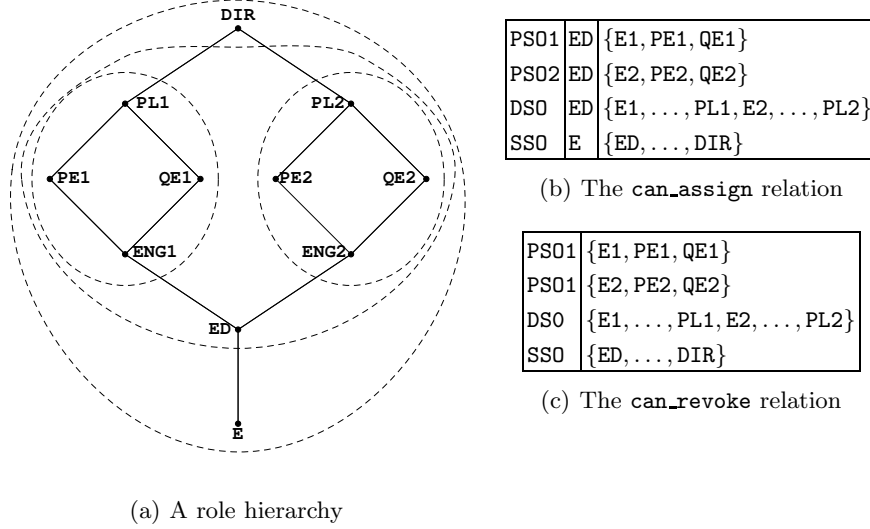 DIR
PL1
PL2
PE1
QE1
PE2
QE2
ENG1
ENG2
ED
E
(a) A role hierarchy
PSO1 ED {E1, PE1, QE1}
PSO2 ED {E2, PE2, QE2}
DSO ED {E1, ..., PL1, E2, ..., PL2}
SSO E {ED, ..., DIR}
(b) The can_assign relation
PSO1 {E1, PE1, QE1}
PSO1 {E2, PE2, QE2}
DSO {E1, ..., PL1, E2, ..., PL2}
SSO {ED, ..., DIR}
(c) The can_revoke relation